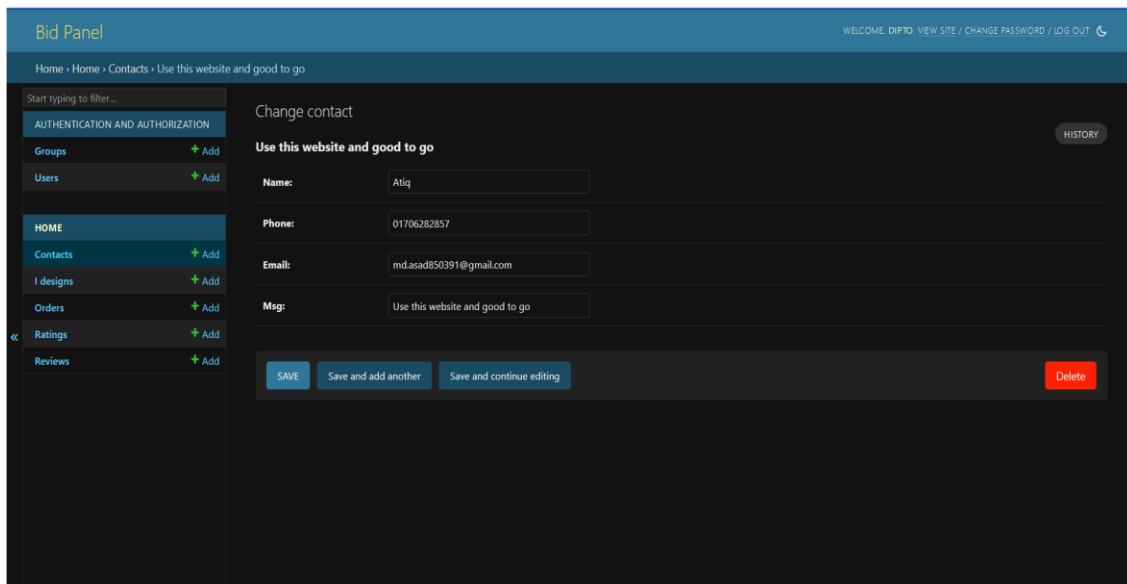 Bid Panel
WELCOME, DIPTO. VIEW SITE / CHANGE PASSWORD / LOG OUT
Home › Home › Contacts › Use this website and good to go
Start typing to filter...
AUTHENTICATION AND AUTHORIZATION
Groups + Add
Users + Add
HOME
Contacts + Add
I designs + Add
Orders + Add
Ratings + Add
Reviews + Add
«
Change contact
HISTORY
Use this website and good to go
Name: Atiq
Phone: 01706282857
Email: md.asad850391@gmail.com
Msg: Use this website and good to go
SAVE Save and add another Save and continue editing Delete